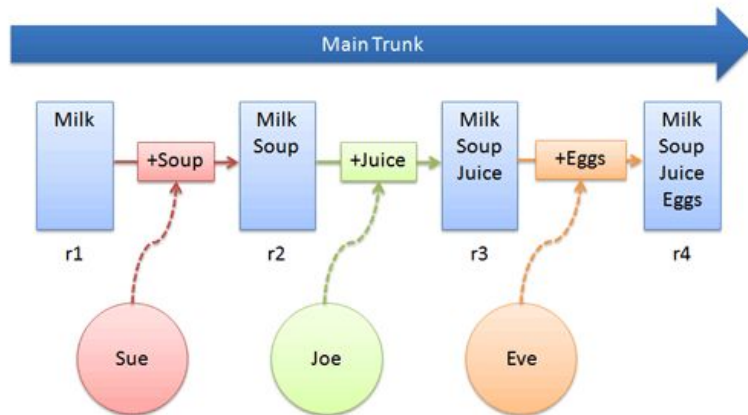 Main Trunk
Milk
+Soup
Milk
Soup
+Juice
Milk
Soup
Juice
+Eggs
Milk
Soup
Juice
Eggs
r1
r2
r3
r4
Sue
Joe
Eve